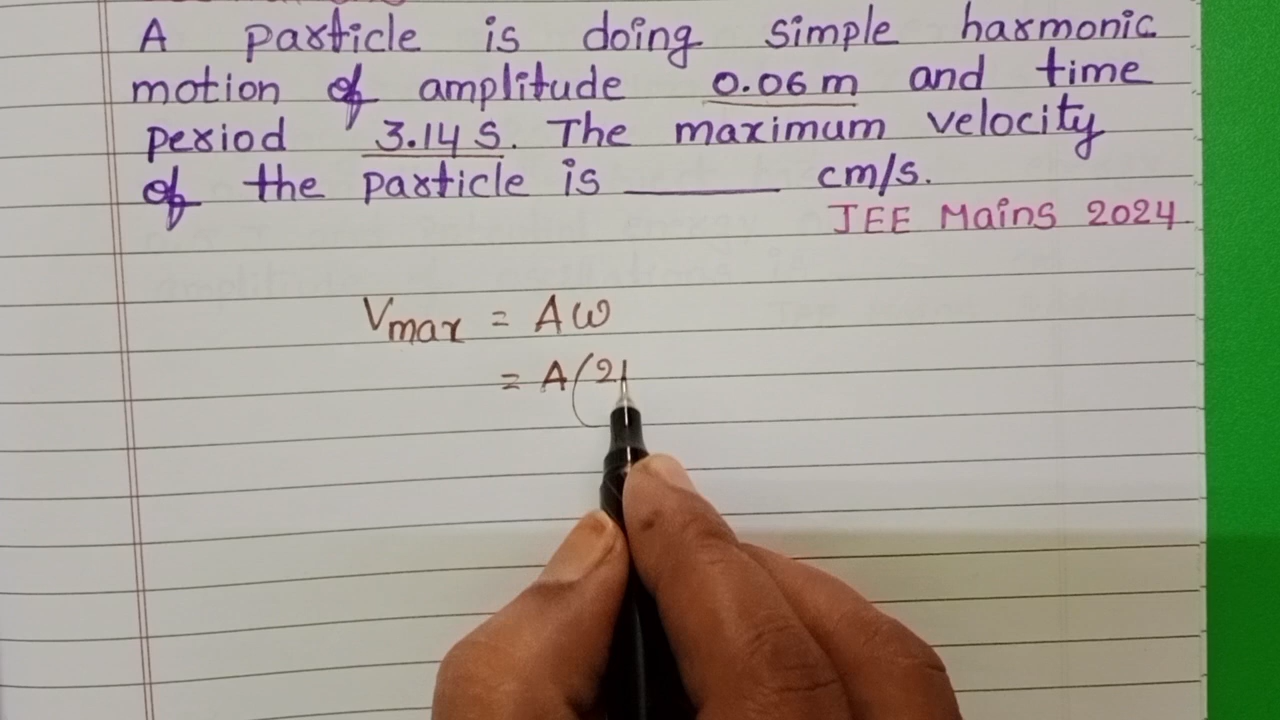 A particle is doing simple harmonic
motion of amplitude 0.06 m and time
period 3.14 S. The maximum velocity
of the particle is ______ cm/s.
JEE Mains 2024
Vmax = Aω
= A(2